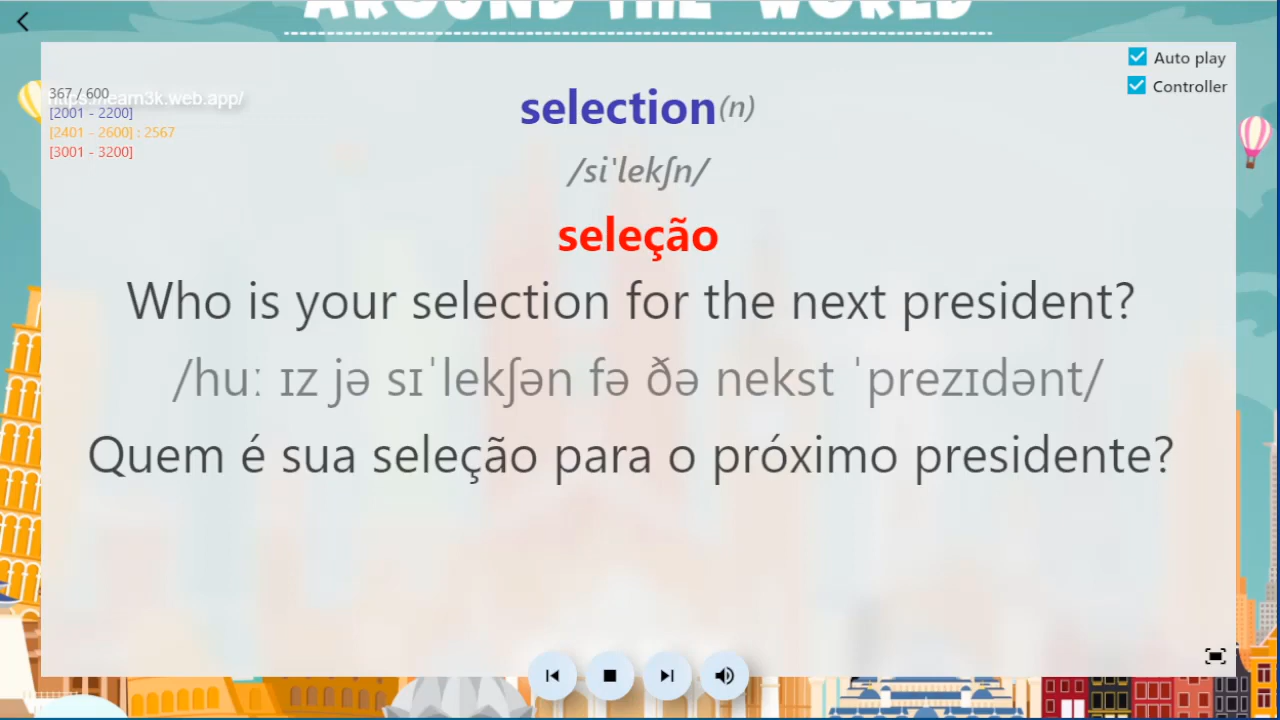 AROUND THE WORLD
Auto play
Controller
367 / 600
https://learn3k.web.app/
[2001 - 2200]
[2401 - 2600] : 2567
[3001 - 3200]
selection(n)
/si'lekʃn/
seleção
Who is your selection for the next president?
/huː ɪz jə sɪˈlekʃən fə ðə nekst ˈprezɪdənt/
Quem é sua seleção para o próximo presidente?